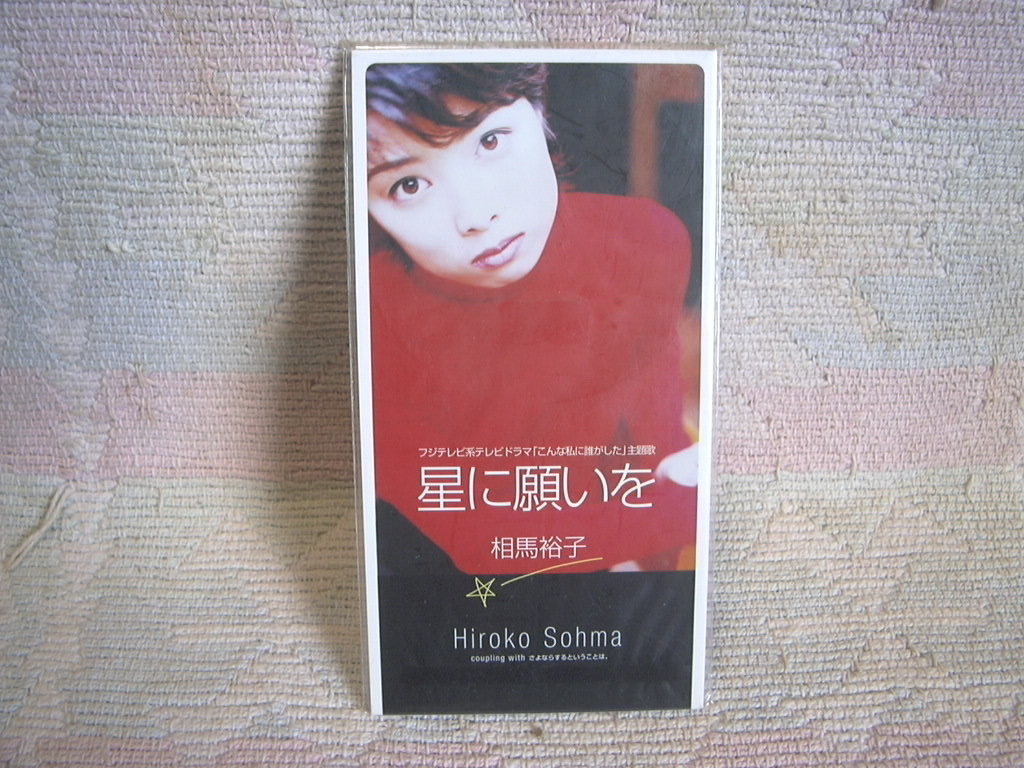 フジテレビ系テレビドラマ「こんな私に誰がした」主題歌
星に願いを
相馬裕子
Hiroko Sohma
coupling with さよならするということは。